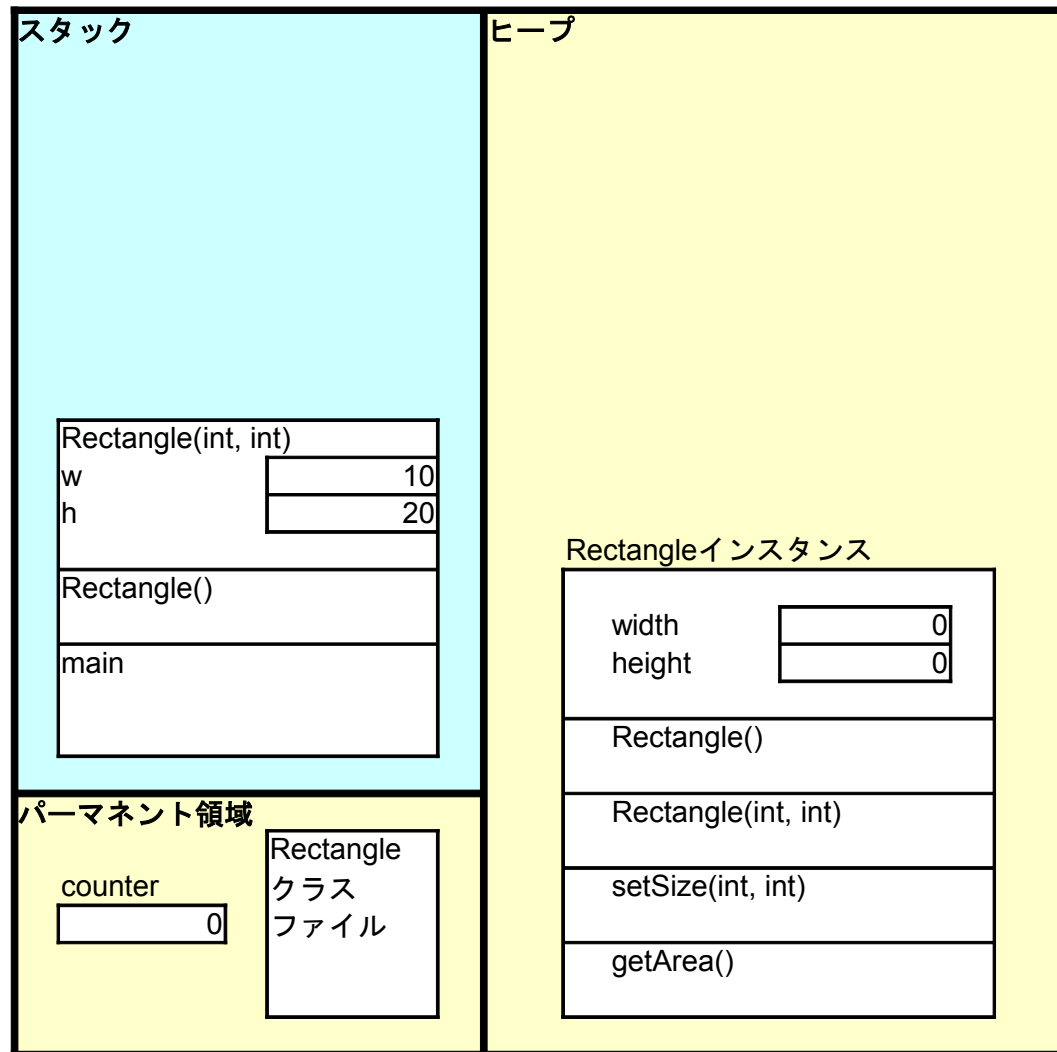 スタック
Rectangle(int, int)
w 10
h 20
Rectangle()
main
パーマネント領域
counter
0
Rectangle
クラス
ファイル
ヒープ
Rectangleインスタンス
width 0
height 0
Rectangle()
Rectangle(int, int)
setSize(int, int)
getArea()